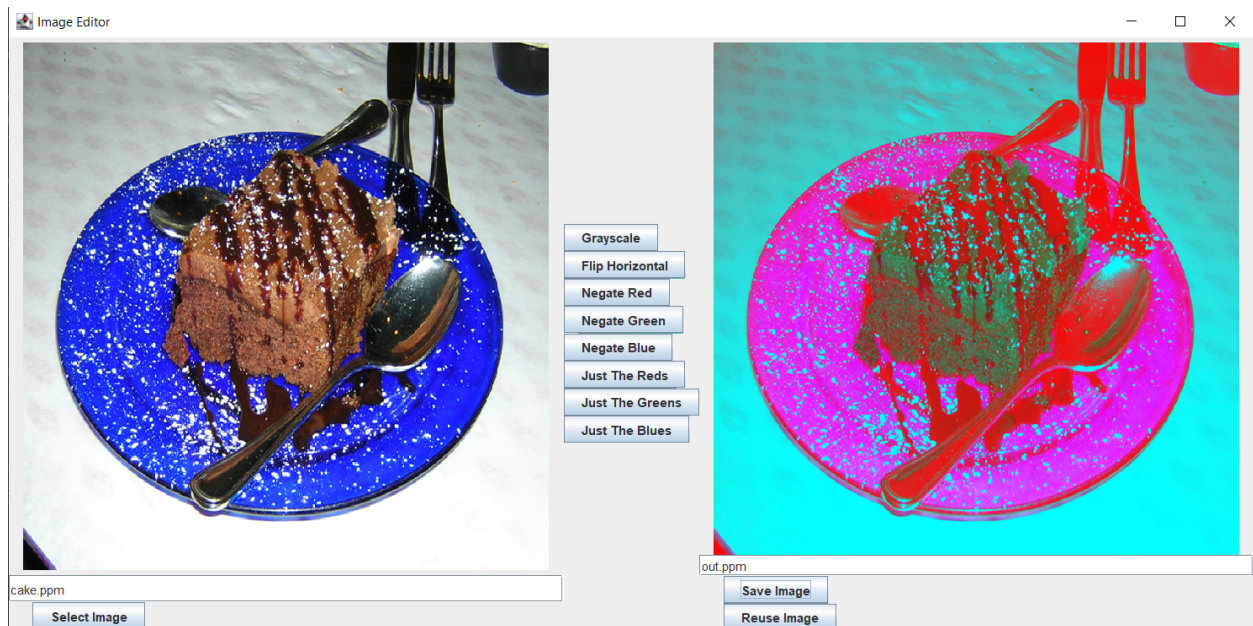 Image Editor
Grayscale
Flip Horizontal
Negate Red
Negate Green
Negate Blue
Just The Reds
Just The Greens
Just The Blues
cake.ppm
Select Image
out.ppm
Save Image
Reuse Image